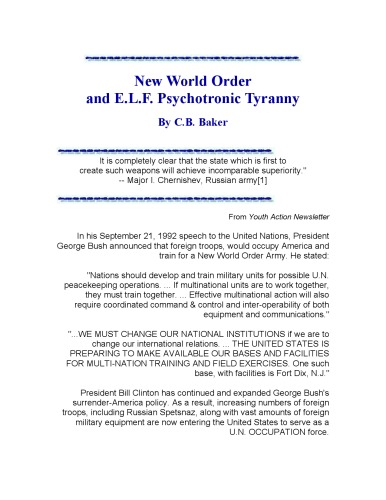 New World Order
and E.L.F. Psychotronic Tyranny
By C.B. Baker
It is completely clear that the state which is first to
create such weapons will achieve incomparable superiority."
-- Major I. Chernishev, Russian army[1]
From Youth Action Newsletter
In his September 21, 1992 speech to the United Nations, President
George Bush announced that foreign troops, would occupy America and
train for a New World Order Army. He stated:
"Nations should develop and train military units for possible U.N.
peacekeeping operations. ... If multinational units are to work together,
they must train together. ... Effective multinational action will also
require coordinated command & control and inter-operability of both
equipment and communications."
"...WE MUST CHANGE OUR NATIONAL INSTITUTIONS if we are to
change our international relations. ... THE UNITED STATES IS
PREPARING TO MAKE AVAILABLE OUR BASES AND FACILITIES
FOR MULTI-NATION TRAINING AND FIELD EXERCISES. One such
base, with facilities is Fort Dix, N.J."
President Bill Clinton has continued and expanded George Bush's
surrender-America policy. As a result, increasing numbers of foreign
troops, including Russian Spetsnaz, along with vast amounts of foreign
military equipment are now entering the United States to serve as a
U.N. OCCUPATION force.